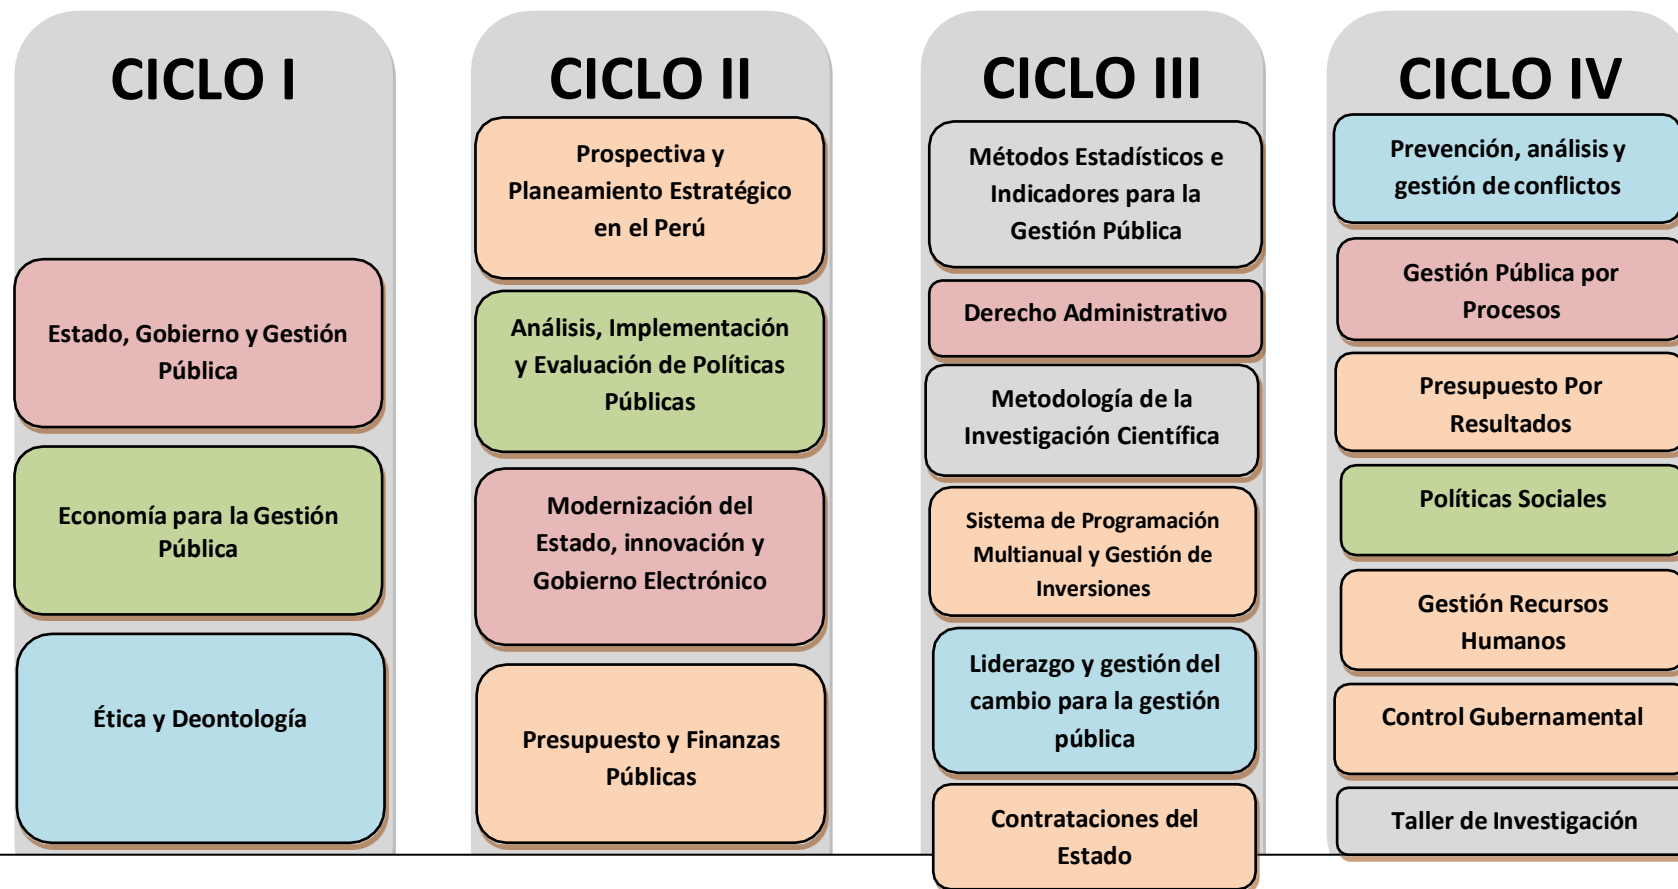 CICLO I
Estado, Gobierno y Gestión
Pública
Economía para la Gestión
Pública
Ética y Deontología
CICLO II
Prospectiva y
Planeamiento Estratégico
en el Perú
Análisis, Implementación
y Evaluación de Políticas
Públicas
Modernización del
Estado, innovación y
Gobierno Electrónico
Presupuesto y Finanzas
Públicas
CICLO III
Métodos Estadísticos e
Indicadores para la
Gestión Pública
Derecho Administrativo
Metodología de la
Investigación Científica
Sistema de Programación
Multianual y Gestión de
Inversiones
Liderazgo y gestión del
cambio para la gestión
pública
Contrataciones del
Estado
CICLO IV
Prevención, análisis y
gestión de conflictos
Gestión Pública por
Procesos
Presupuesto Por
Resultados
Políticas Sociales
Gestión Recursos
Humanos
Control Gubernamental
Taller de Investigación